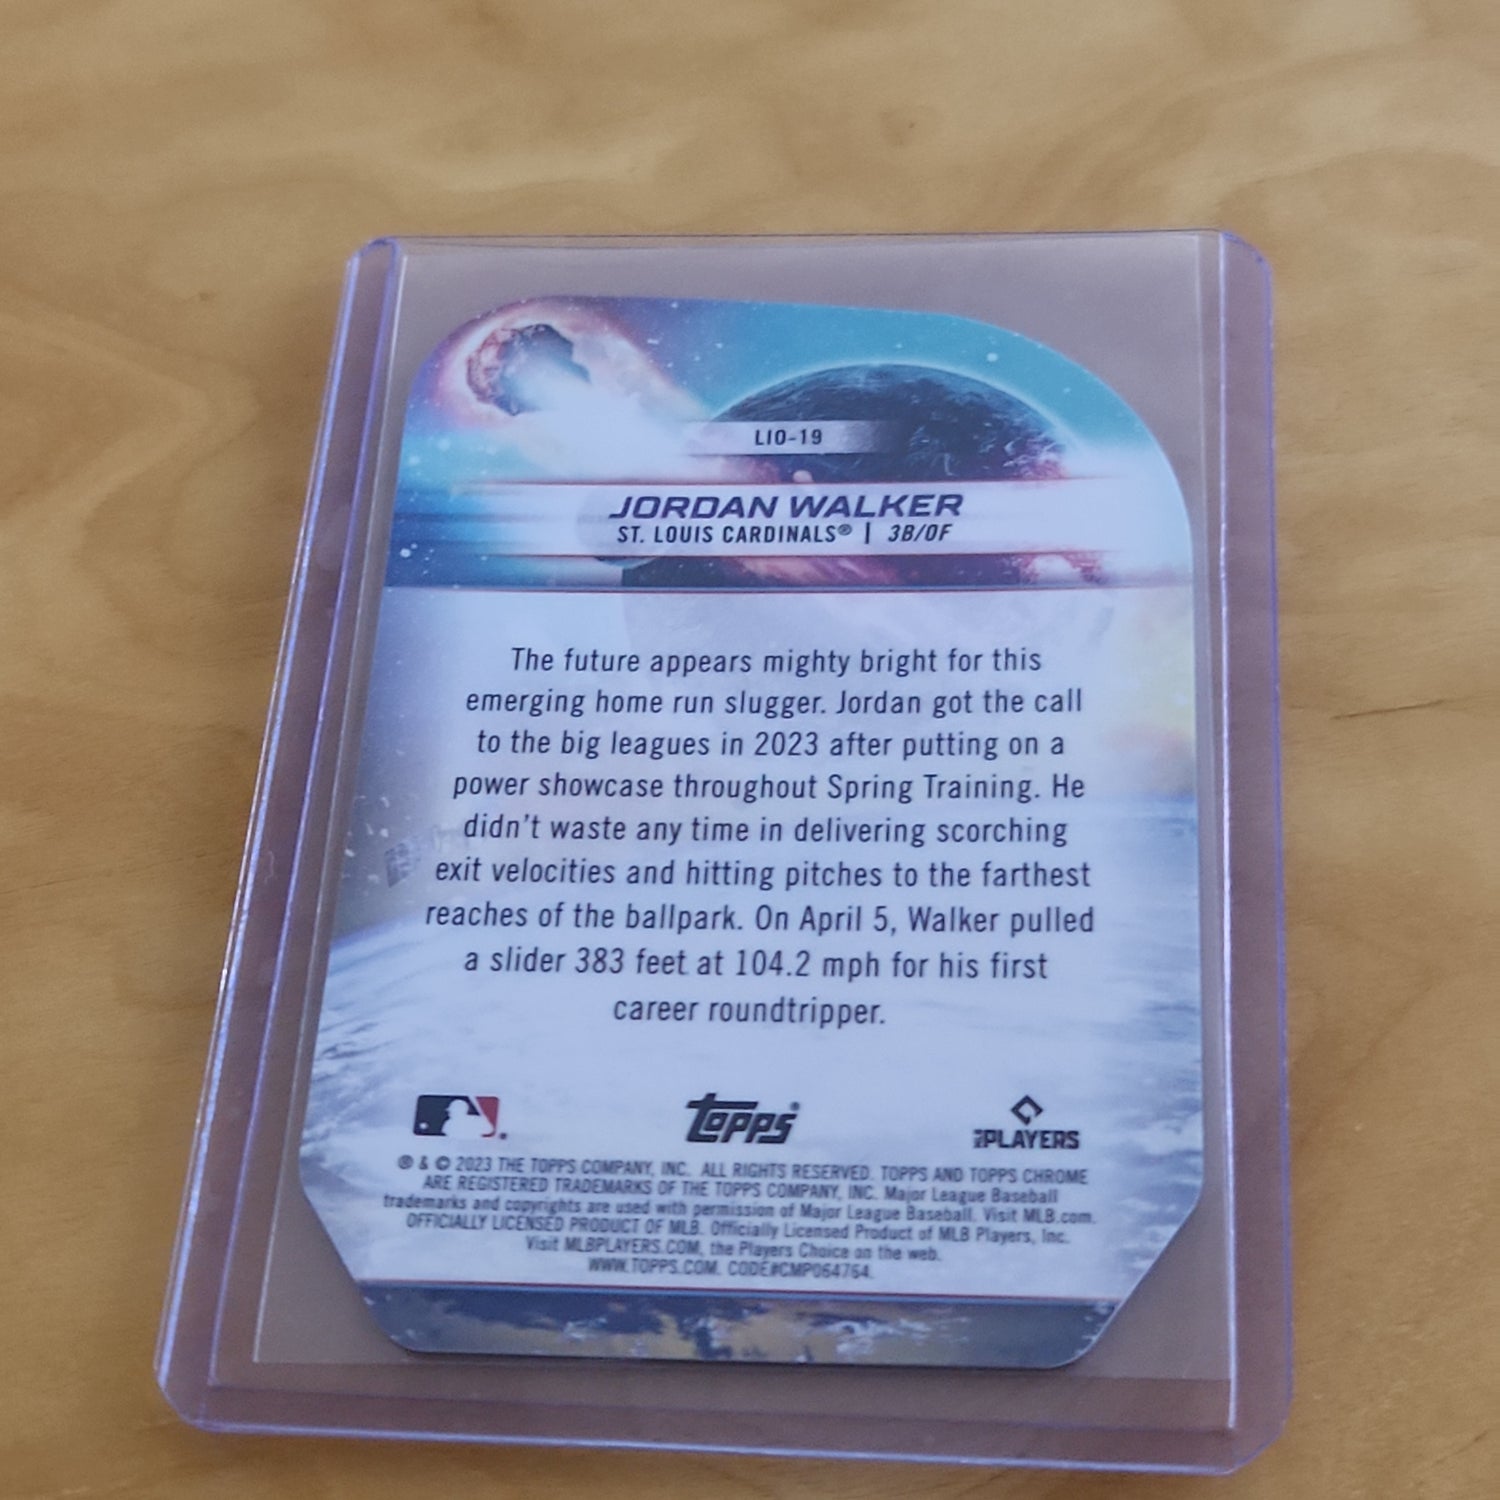 LIO-19
JORDAN WALKER
ST. LOUIS CARDINALS® | 3B/OF
The future appears mighty bright for this
emerging home run slugger. Jordan got the call
to the big leagues in 2023 after putting on a
power showcase throughout Spring Training. He
didn't waste any time in delivering scorching
exit velocities and hitting pitches to the farthest
reaches of the ballpark. On April 5, Walker pulled
a slider 383 feet at 104.2 mph for his first
career roundtripper.
topps®
PLAYERS
® & © 2023 THE TOPPS COMPANY, INC. ALL RIGHTS RESERVED. TOPPS AND TOPPS CHROME
ARE REGISTERED TRADEMARKS OF THE TOPPS COMPANY, INC. Major League Baseball
trademarks and copyrights are used with permission of Major League Baseball. Visit MLB.com.
OFFICIALLY LICENSED PRODUCT OF MLB. Officially Licensed Product of MLB Players, Inc.
Visit MLBPLAYERS.COM, the Players Choice on the web.
WWW.TOPPS.COM. CODE#CMP064764